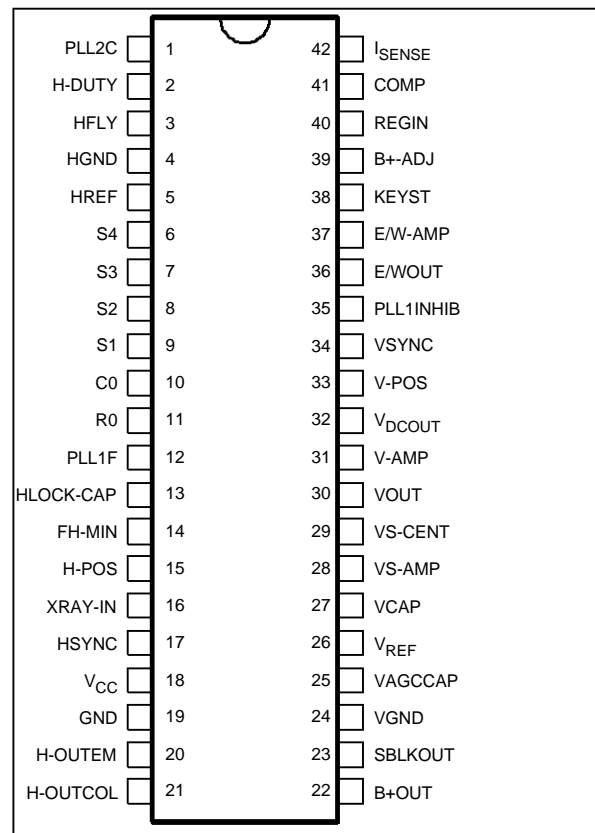 PLL2C 1 42 ISENSE
H-DUTY 2 41 COMP
HFLY 3 40 REGIN
HGND 4 39 B+-ADJ
HREF 5 38 KEYST
S4 6 37 E/W-AMP
S3 7 36 E/WOUT
S2 8 35 PLL1INHIB
S1 9 34 VSYNC
C0 10 33 V-POS
R0 11 32 VDCOUT
PLL1F 12 31 V-AMP
HLOCK-CAP 13 30 VOUT
FH-MIN 14 29 VS-CENT
H-POS 15 28 VS-AMP
XRAY-IN 16 27 VCAP
HSYNC 17 26 VREF
VCC 18 25 VAGCCAP
GND 19 24 VGND
H-OUTEM 20 23 SBLKOUT
H-OUTCOL 21 22 B+OUT